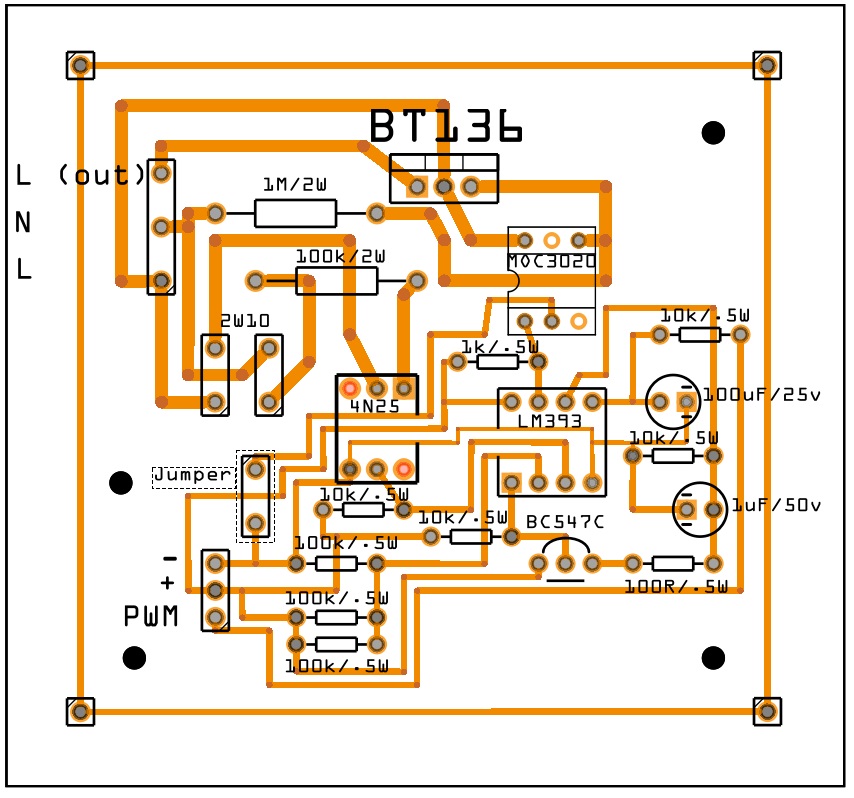 BT136
L (out)
1M/2W
N
100k/2W
MOC3020
L
2W10
10k/.5W
1k/.5W
100uF/25v
4N25
LM393
10k/.5W
Jumper
10k/.5W
1uF/50v
10k/.5W
BC547C
100k/.5W
-
+
100R/.5W
100k/.5W
PWM
100k/.5W